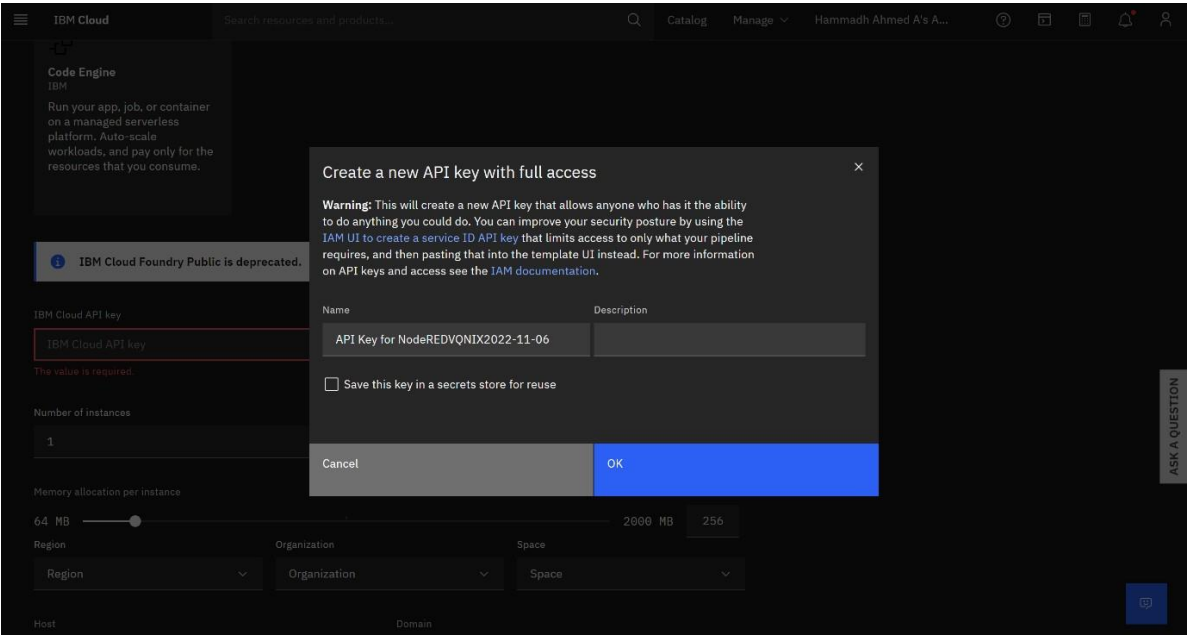 IBM Cloud
Search resources and products...
Catalog
Manage
Hammadh Ahmed A's A...
Code Engine
IBM
Run your app, job, or container
on a managed serverless
platform. Auto-scale
workloads, and pay only for the
resources that you consume.
IBM Cloud Foundry Public is deprecated.
IBM Cloud API key
IBM Cloud API key
The value is required.
Number of instances
1
Memory allocation per instance
64 MB
2000 MB
256
Region
Organization
Space
Region
Organization
Space
Host
Domain
Create a new API key with full access
Warning: This will create a new API key that allows anyone who has it the ability
to do anything you could do. You can improve your security posture by using the
IAM UI to create a service ID API key that limits access to only what your pipeline
requires, and then pasting that into the template UI instead. For more information
on API keys and access see the IAM documentation.
Name
Description
API Key for NodeREDVQNIX2022-11-06
Save this key in a secrets store for reuse
Cancel
OK
ASK A QUESTION